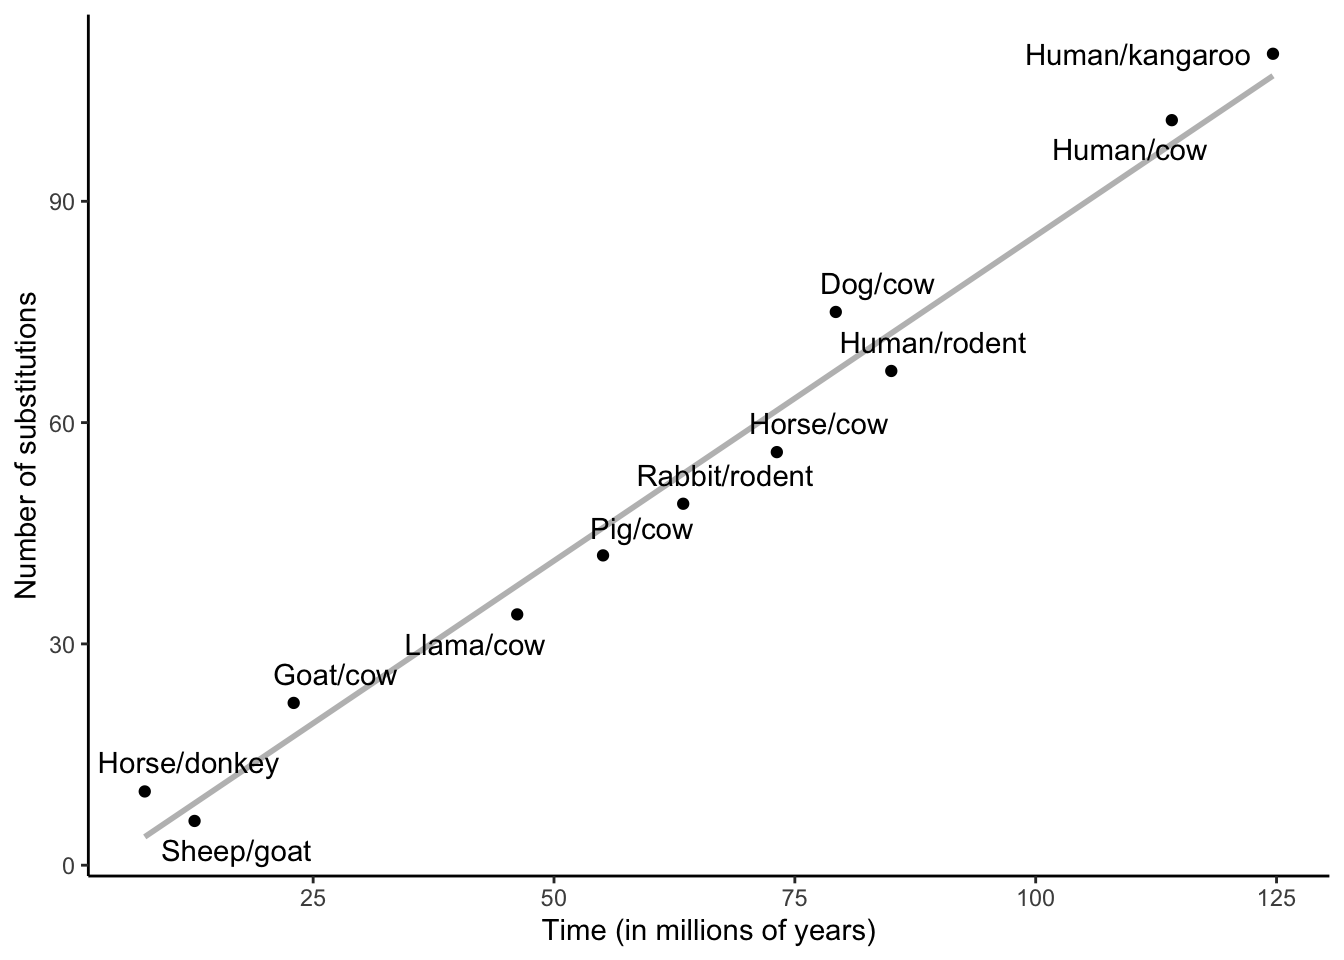 Human/kangaroo
Human/cow
90
Dog/cow
Human/rodent
60
Horse/cow
Rabbit/rodent
Pig/cow
30
Llama/cow
Goat/cow
Horse/donkey
Sheep/goat
0
25 50 75 100 125
Time (in millions of years)
Number of substitutions